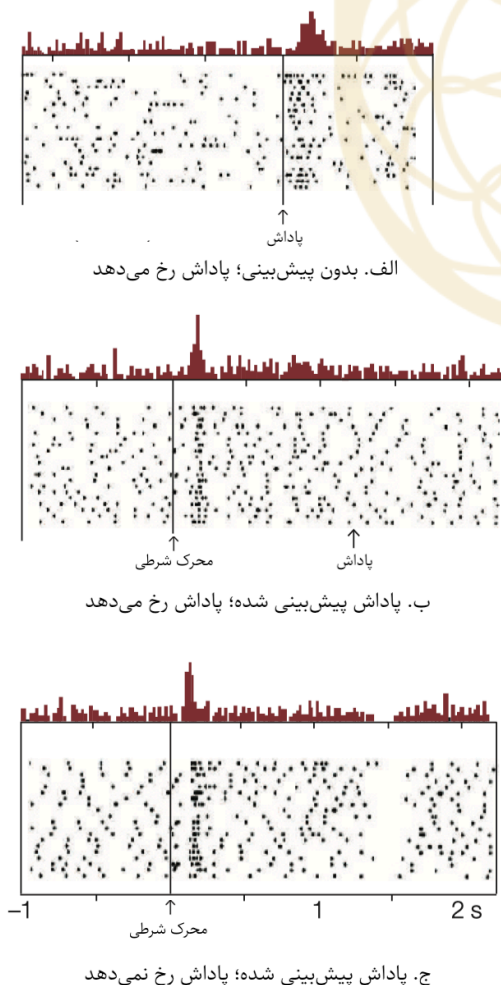 ↑
پاداش
الف. بدون پیش‌بینی؛ پاداش رخ می‌دهد
↑ ↑
محرک شرطی پاداش
ب. پاداش پیش‌بینی شده؛ پاداش رخ می‌دهد
–1 ↑ 1 2 s
محرک شرطی
ج. پاداش پیش‌بینی شده؛ پاداش رخ نمی‌دهد